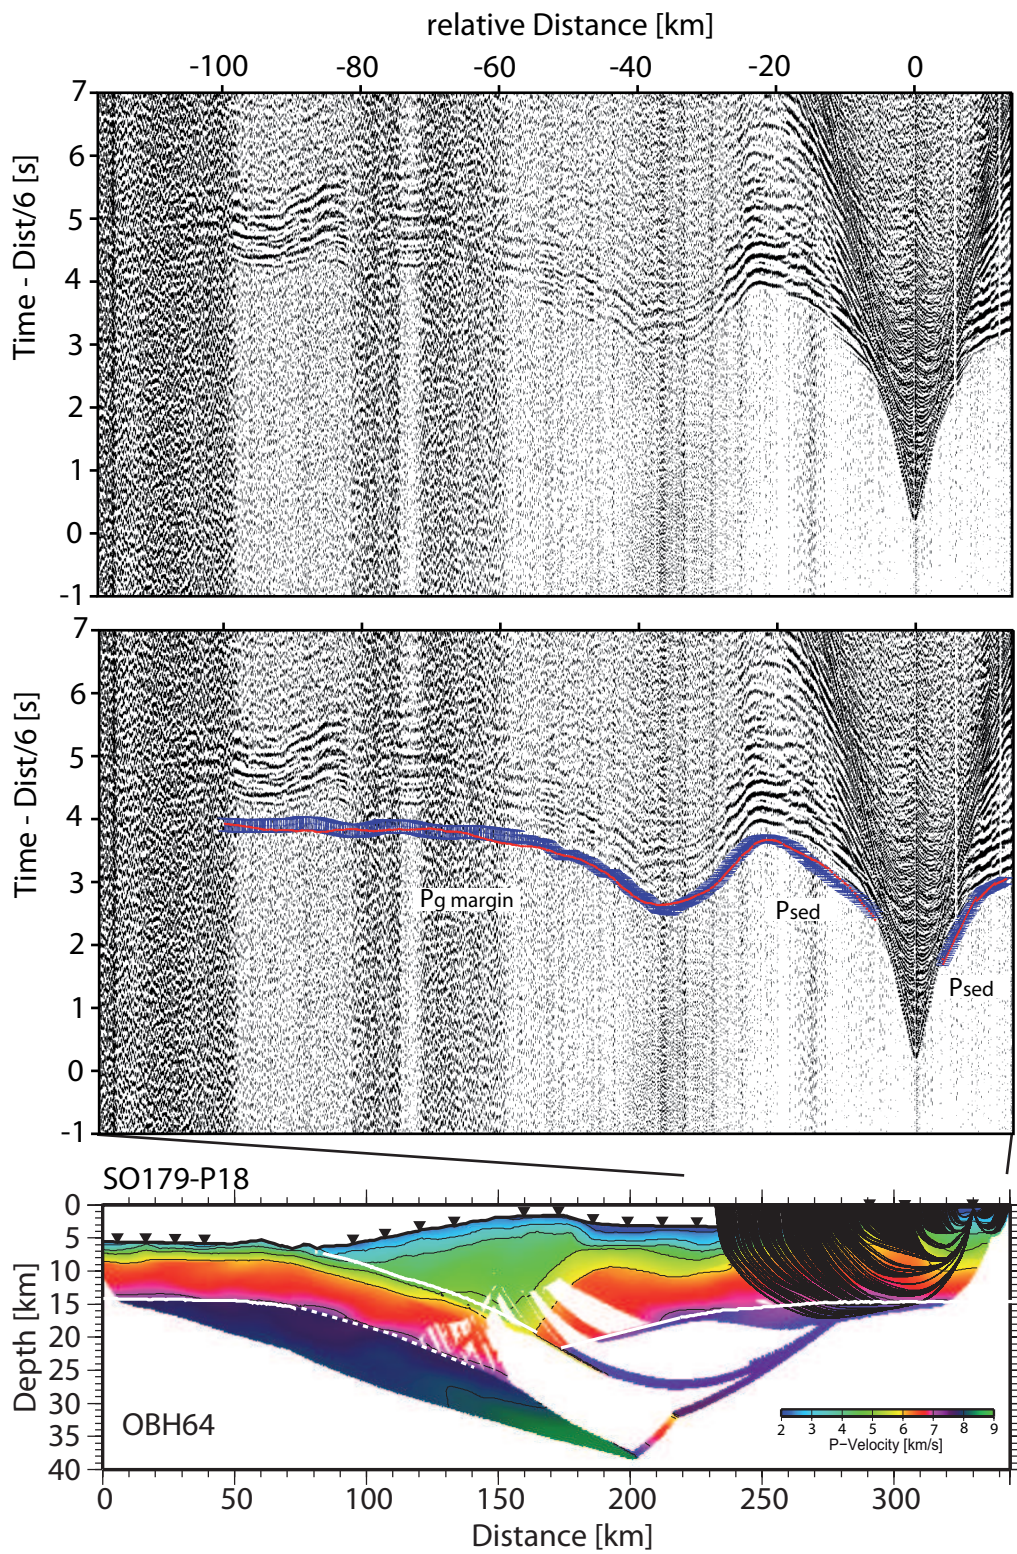 relative Distance [km]
-100 -80 -60 -40 -20 0
7
6
5
4
3
2
1
0
-1
Time - Dist/6 [s]
7
6
5
4
3
2
1
0
-1
Time - Dist/6 [s]
Pg margin
Psed
Psed
SO179-P18
0
5
10
15
20
25
30
35
40
Depth [km]
OBH64
2 3 4 5 6 7 8 9
P-Velocity [km/s]
0 50 100 150 200 250 300
Distance [km]